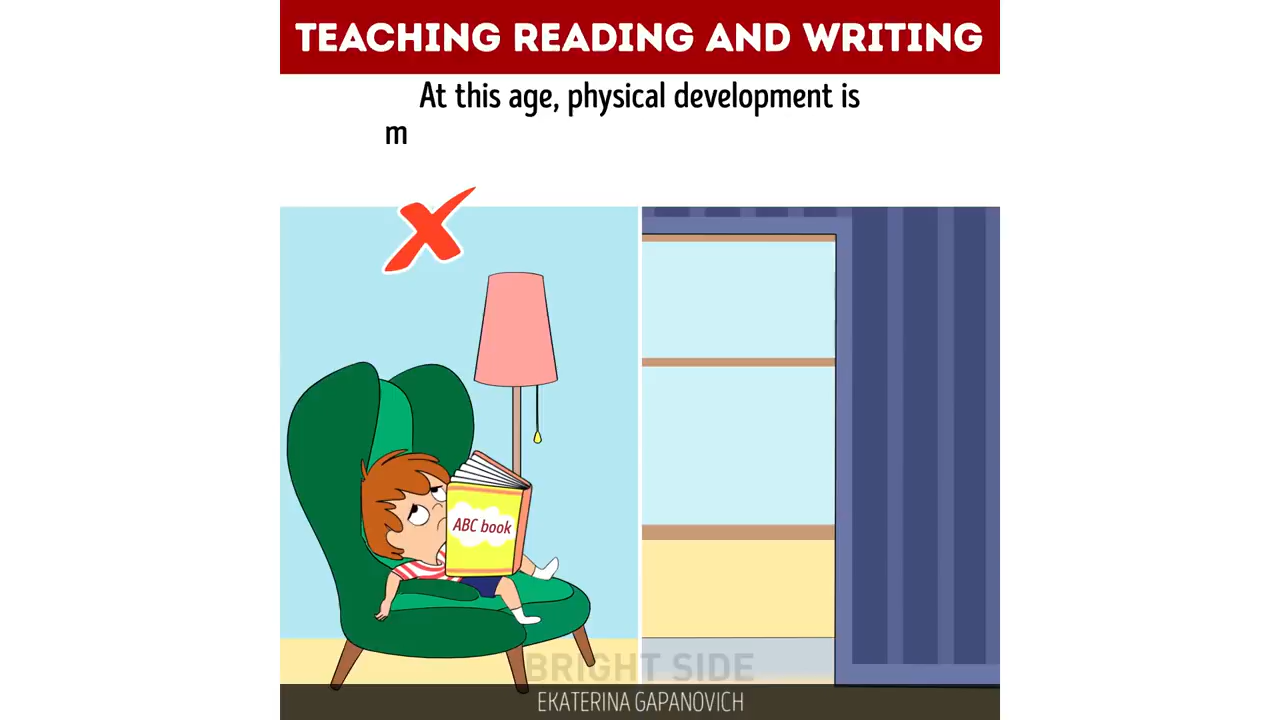 TEACHING READING AND WRITING
At this age, physical development is
m
ABC book
BRIGHT SIDE
EKATERINA GAPANOVICH